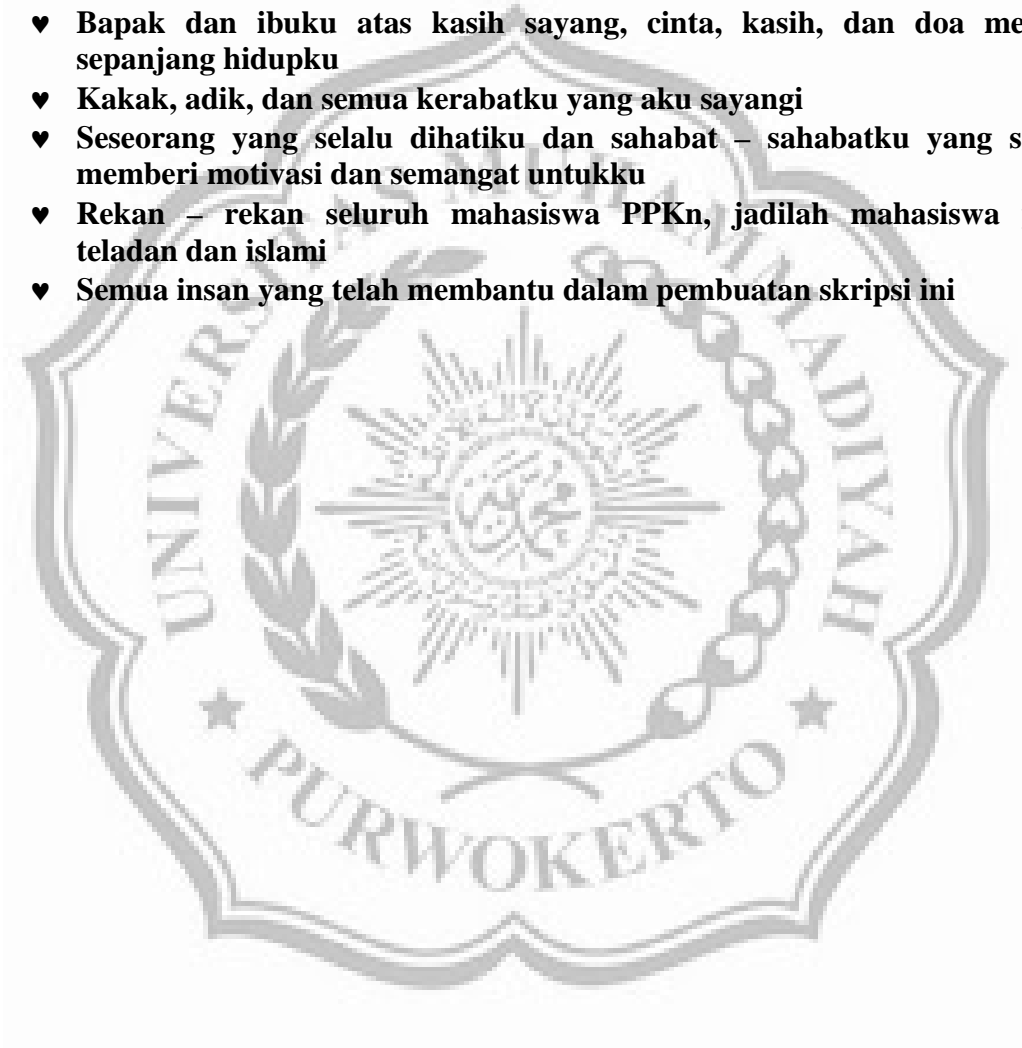 ♥ Bapak dan ibuku atas kasih sayang, cinta, kasih, dan doa
sepanjang hidupku
♥ Kakak, adik, dan semua kerabatku yang aku sayangi
♥ Seseorang yang selalu dihatiku dan sahabat – sahabatku yang
memberi motivasi dan semangat untukku
♥ Rekan – rekan seluruh mahasiswa PPKn, jadilah mahasiswa
teladan dan islami
♥ Semua insan yang telah membantu dalam pembuatan skripsi ini
UNIVERSITAS MUHAMMADIYAH
PURWOKERTO